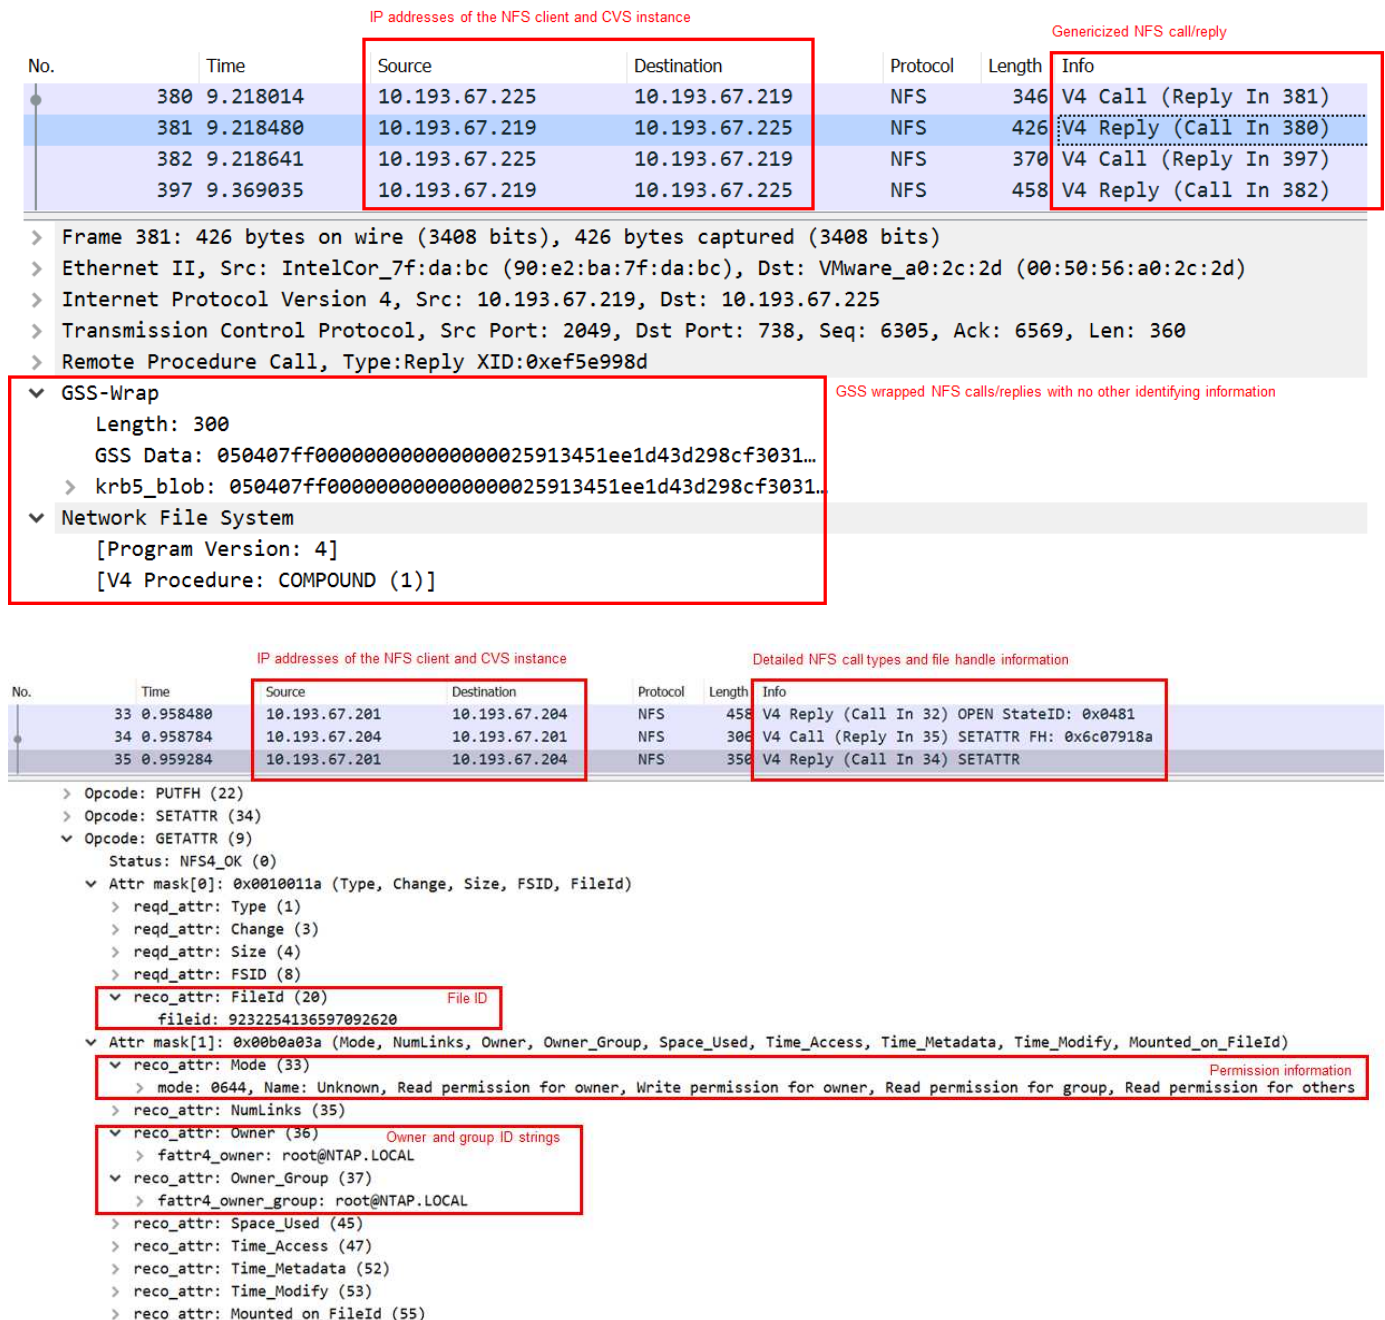 IP addresses of the NFS client and CVS instance
Genericized NFS call/reply
No. Time Source Destination Protocol Length Info
380 9.218014 10.193.67.225 10.193.67.219 NFS 346 V4 Call (Reply In 381)
381 9.218480 10.193.67.219 10.193.67.225 NFS 426 V4 Reply (Call In 380)
382 9.218641 10.193.67.225 10.193.67.219 NFS 370 V4 Call (Reply In 397)
397 9.369035 10.193.67.219 10.193.67.225 NFS 458 V4 Reply (Call In 382)
Frame 381: 426 bytes on wire (3408 bits), 426 bytes captured (3408 bits)
Ethernet II, Src: IntelCor_7f:da:bc (90:e2:ba:7f:da:bc), Dst: VMware_a0:2c:2d (00:50:56:a0:2c:2d)
Internet Protocol Version 4, Src: 10.193.67.219, Dst: 10.193.67.225
Transmission Control Protocol, Src Port: 2049, Dst Port: 738, Seq: 6305, Ack: 6569, Len: 360
Remote Procedure Call, Type:Reply XID:0xef5e998d
GSS-Wrap
GSS wrapped NFS calls/replies with no other identifying information
Length: 300
GSS Data: 050407ff000000000000000025913451ee1d43d298cf3031…
krb5_blob: 050407ff000000000000000025913451ee1d43d298cf3031…
Network File System
[Program Version: 4]
[V4 Procedure: COMPOUND (1)]
IP addresses of the NFS client and CVS instance
Detailed NFS call types and file handle information
No. Time Source Destination Protocol Length Info
33 0.958480 10.193.67.201 10.193.67.204 NFS 458 V4 Reply (Call In 32) OPEN StateID: 0x0481
34 0.958784 10.193.67.204 10.193.67.201 NFS 306 V4 Call (Reply In 35) SETATTR FH: 0x6c07918a
35 0.959284 10.193.67.201 10.193.67.204 NFS 350 V4 Reply (Call In 34) SETATTR
Opcode: PUTFH (22)
Opcode: SETATTR (34)
Opcode: GETATTR (9)
Status: NFS4_OK (0)
Attr mask[0]: 0x0010011a (Type, Change, Size, FSID, FileId)
reqd_attr: Type (1)
reqd_attr: Change (3)
reqd_attr: Size (4)
reqd_attr: FSID (8)
reco_attr: FileId (20)
File ID
fileid: 9232254136597092620
Attr mask[1]: 0x00b0a03a (Mode, NumLinks, Owner, Owner_Group, Space_Used, Time_Access, Time_Metadata, Time_Modify, Mounted_on_FileId)
reco_attr: Mode (33)
Permission information
mode: 0644, Name: Unknown, Read permission for owner, Write permission for owner, Read permission for group, Read permission for others
reco_attr: NumLinks (35)
reco_attr: Owner (36)
Owner and group ID strings
fattr4_owner: root@NTAP.LOCAL
reco_attr: Owner_Group (37)
fattr4_owner_group: root@NTAP.LOCAL
reco_attr: Space_Used (45)
reco_attr: Time_Access (47)
reco_attr: Time_Metadata (52)
reco_attr: Time_Modify (53)
reco_attr: Mounted_on_FileId (55)